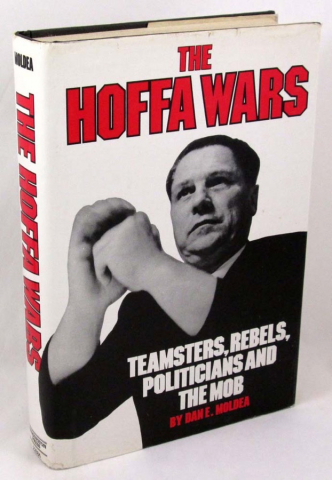 MOLDEA
THE HOFFA WARS
THE
HOFFA WARS
TEAMSTERS, REBELS,
POLITICIANS AND
THE MOB
BY DAN E. MOLDEA